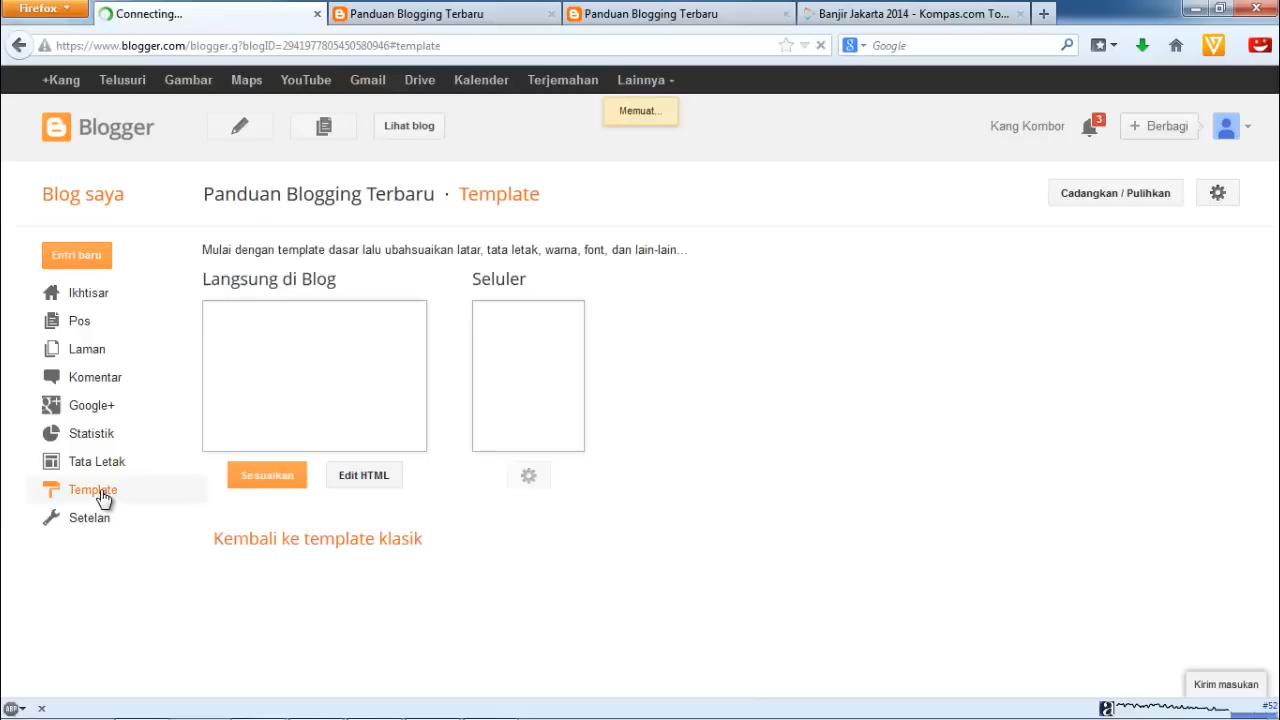 Firefox
Connecting...
Panduan Blogging Terbaru
Panduan Blogging Terbaru
Banjir Jakarta 2014 - Kompas.com To...
https://www.blogger.com/blogger.g?blogID=2941977805450580946#template
Google
+Kang Telusuri Gambar Maps YouTube Gmail Drive Kalender Terjemahan Lainnya
Memuat...
Blogger
Lihat blog
Kang Kombor
3
+ Berbagi
Blog saya
Panduan Blogging Terbaru · Template
Cadangkan / Pulihkan
Entri baru
Mulai dengan template dasar lalu ubahsuaikan latar, tata letak, warna, font, dan lain-lain...
Langsung di Blog
Seluler
Ikhtisar
Pos
Laman
Komentar
Google+
Statistik
Tata Letak
Template
Setelan
Sesuaikan
Edit HTML
Kembali ke template klasik
Kirim masukan
ABP
#52